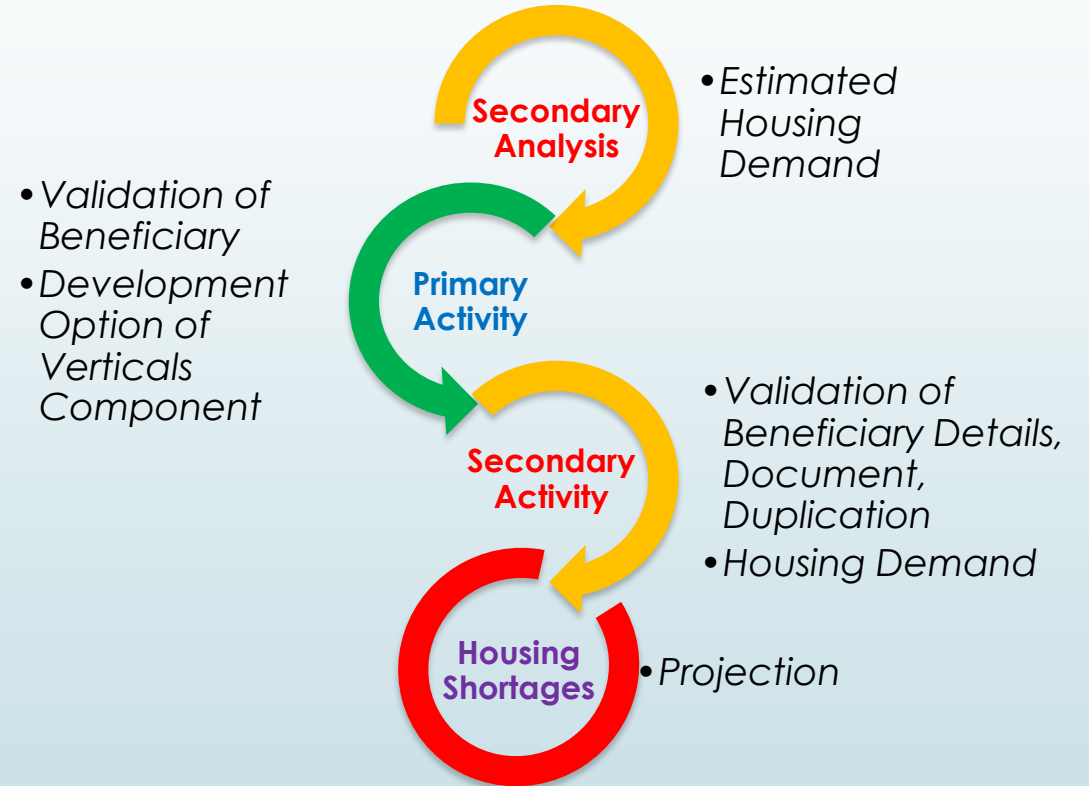 Secondary
Analysis
•Estimated
Housing
Demand
•Validation of
Beneficiary
•Development
Option of
Verticals
Component
Primary
Activity
Secondary
Activity
•Validation of
Beneficiary Details,
Document,
Duplication
•Housing Demand
Housing
Shortages
•Projection